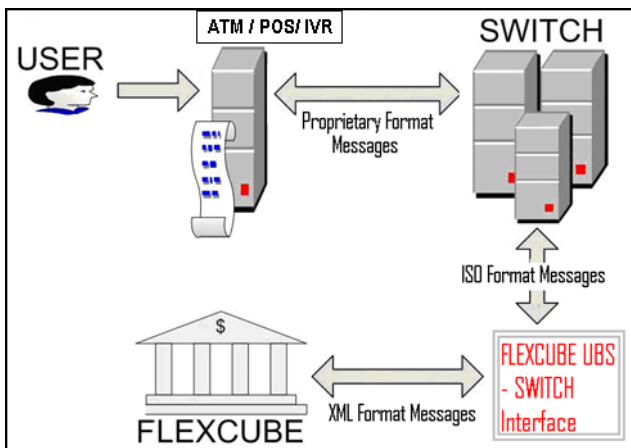 ATM / POS/ IVR
SWITCH
USER
Proprietary Format
Messages
ISO Format Messages
$
FLEXCUBE UBS
- SWITCH
Interface
XML Format Messages
FLEXCUBE